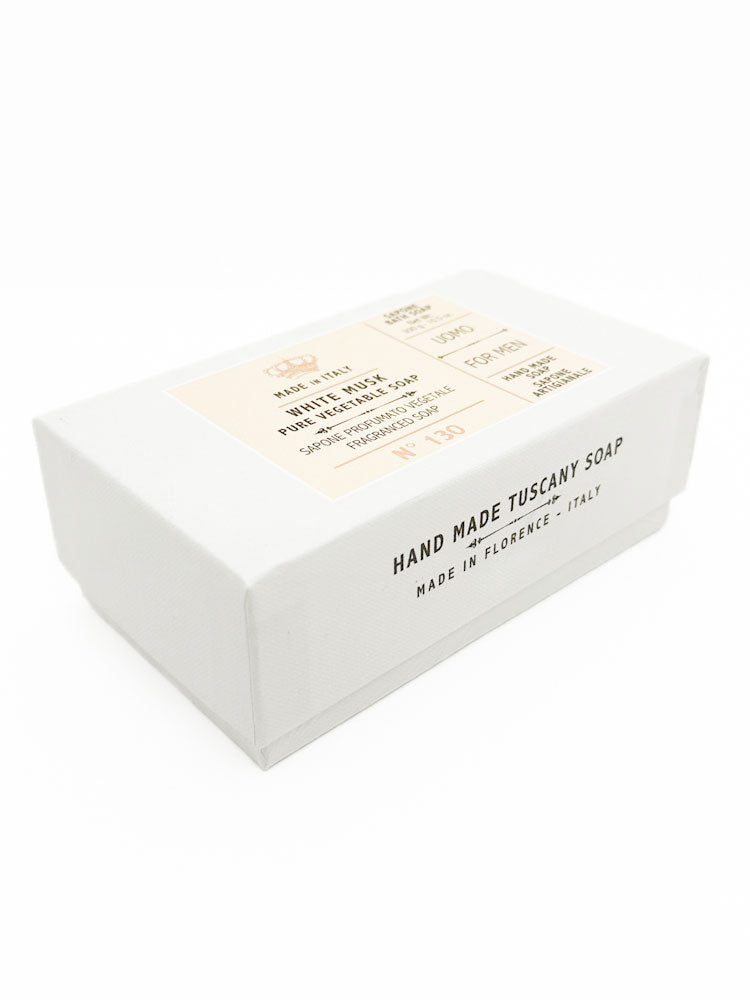 MADE IN ITALY
WHITE MUSK
PURE VEGETABLE SOAP
SAPONE PROFUMATO VEGETALE
FRAGRANCED SOAP
N° 130
SAPONE
BATH SOAP
UOMO
FOR MEN
HAND MADE
SOAP
SAPONE
ARTIGIANALE
HAND MADE TUSCANY SOAP
MADE IN FLORENCE - ITALY